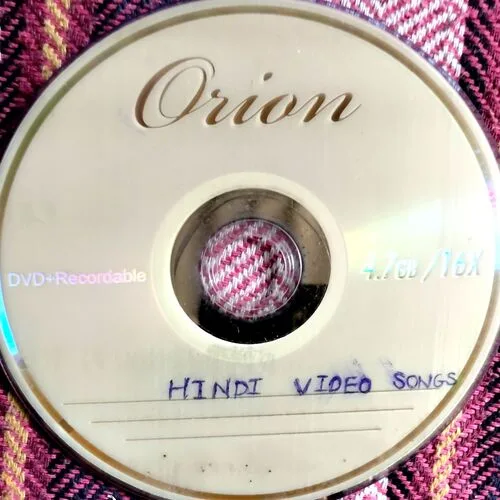 Orion
DVD+Recordable
4.7GB/16X
HINDI VIDEO SONGS